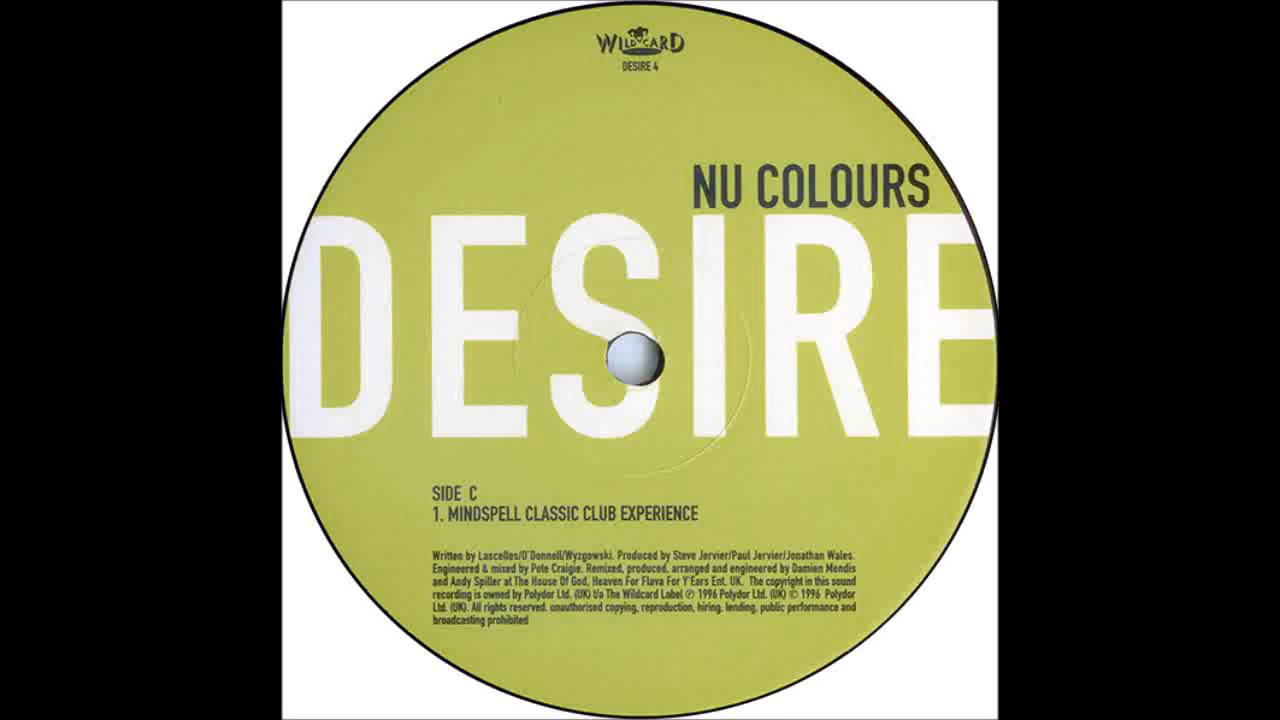 WILDCARD
DESIRE 4
NU COLOURS
DESIRE
SIDE C
1. MINDSPELL CLASSIC CLUB EXPERIENCE
Written by Lascelles/O'Donnell/Wyzgowski. Produced by Steve Jervier/Paul Jervier/Jonathan Wales.
Engineered & mixed by Pete Craigie. Remixed, produced, arranged and engineered by Damien Mendis
and Andy Spiller at The House Of God, Heaven For Flava For Y'Ears Ent. UK. The copyright in this sound
recording is owned by Polydor Ltd. (UK) t/a The Wildcard Label ℗ 1996 Polydor Ltd. (UK) © 1996 Polydor
Ltd. (UK). All rights reserved. unauthorised copying, reproduction, hiring, lending, public performance and
broadcasting prohibited